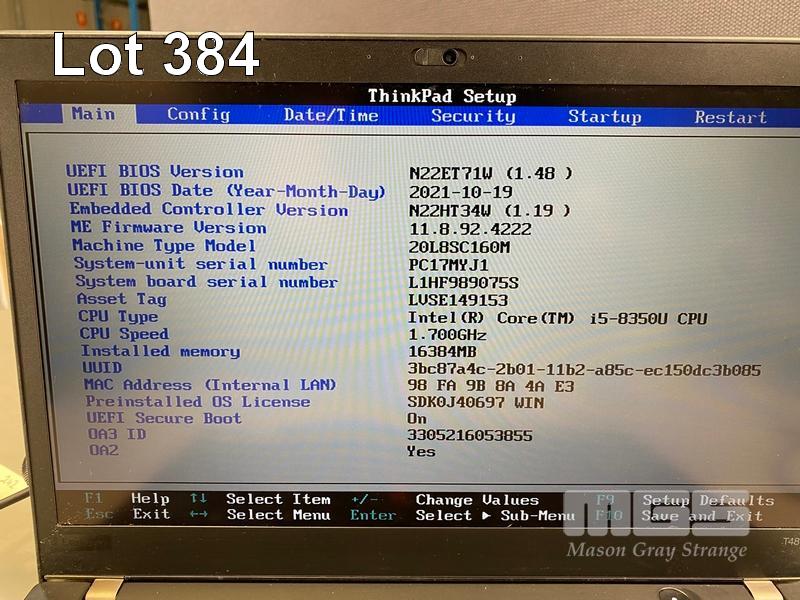 Lot 384
ThinkPad Setup
Main Config Date/Time Security Startup Restart
UEFI BIOS Version N22ET71W (1.48 )
UEFI BIOS Date (Year-Month-Day) 2021-10-19
Embedded Controller Version N22HT34W (1.19 )
ME Firmware Version 11.8.92.4222
Machine Type Model 20L8SC160M
System-unit serial number PC17MYJ1
System board serial number L1HF989075S
Asset Tag LVSE149153
CPU Type Intel(R) Core(TM) i5-8350U CPU
CPU Speed 1.700GHz
Installed memory 16384MB
UUID 3bc87a4c-2b01-11b2-a85c-ec150dc3b085
MAC Address (Internal LAN) 98 FA 9B 8A 4A E3
Preinstalled OS License SDK0J40697 WIN
UEFI Secure Boot On
OA3 ID 3305216053855
OA2 Yes
F1 Help ↑↓ Select Item +/- Change Values F9 Setup Defaults
Esc Exit ←→ Select Menu Enter Select ▶ Sub-Menu F10 Save and Exit
MGS
Mason Gray Strange